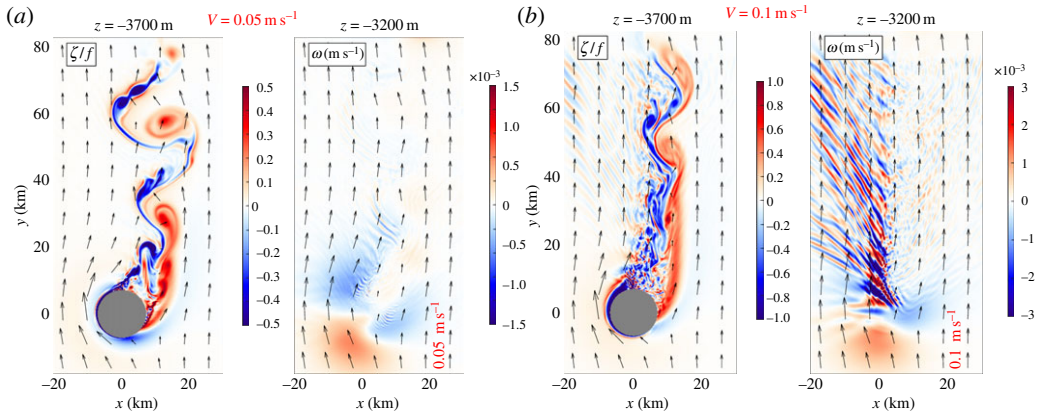 (a)
V = 0.05 m s⁻¹
z = −3700 m
z = −3200 m
ζ/f
ω(m s⁻¹)
×10⁻³
80
60
40
20
0
y (km)
0.5
0.4
0.3
0.2
0.1
0
−0.1
−0.2
−0.3
−0.4
−0.5
1.5
1.0
0.5
0
−0.5
−1.0
−1.5
0.05 m s⁻¹
−20 0 20
x (km)
−20 0 20
x (km)
(b)
V = 0.1 m s⁻¹
z = −3700 m
z = −3200 m
ζ/f
ω(m s⁻¹)
×10⁻³
80
60
40
20
0
y (km)
1.0
0.8
0.6
0.4
0.2
0
−0.2
−0.4
−0.6
−0.8
−1.0
3
2
1
0
−1
−2
−3
0.1 m s⁻¹
−20 0 20
x (km)
−20 0 20
x (km)